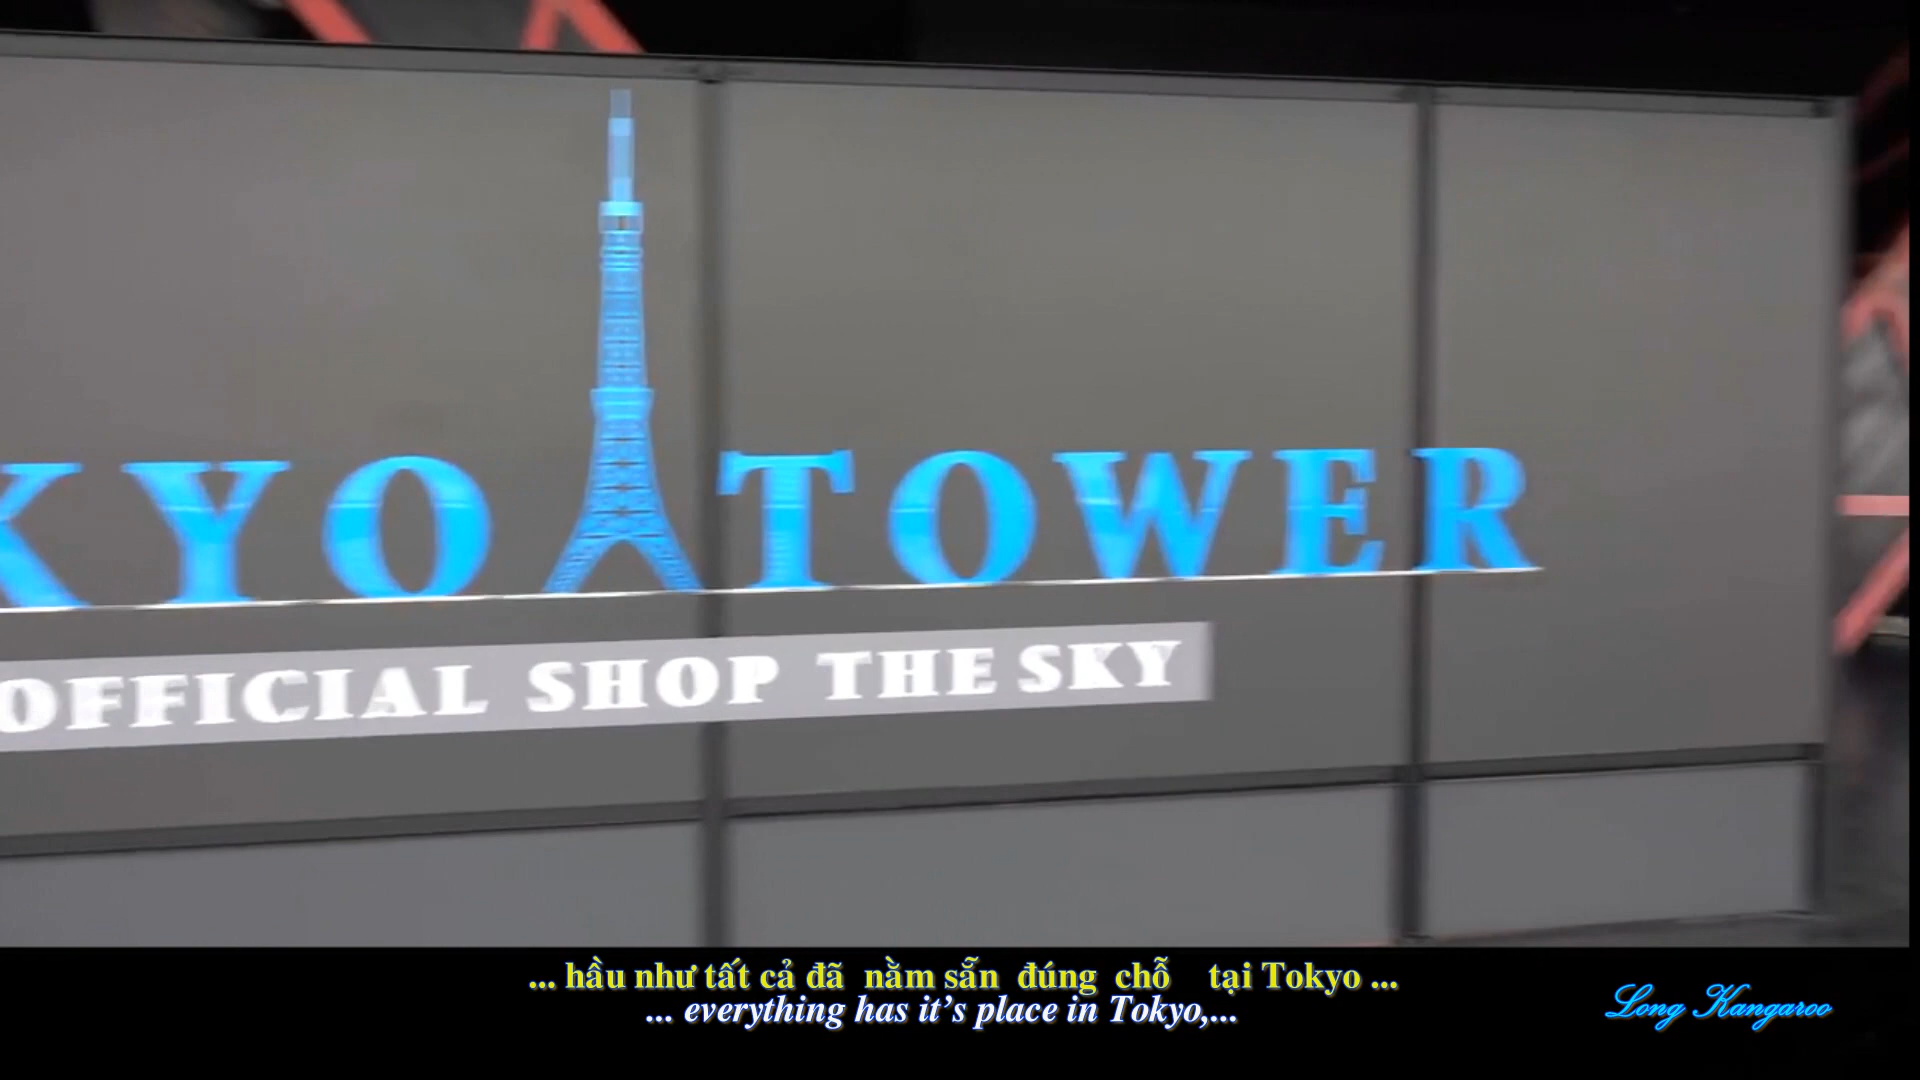 KYO TOWER
OFFICIAL SHOP THE SKY
... hầu như tất cả đã nằm sẵn đúng chỗ tại Tokyo ...
... everything has it's place in Tokyo,...
Long Kangaroo